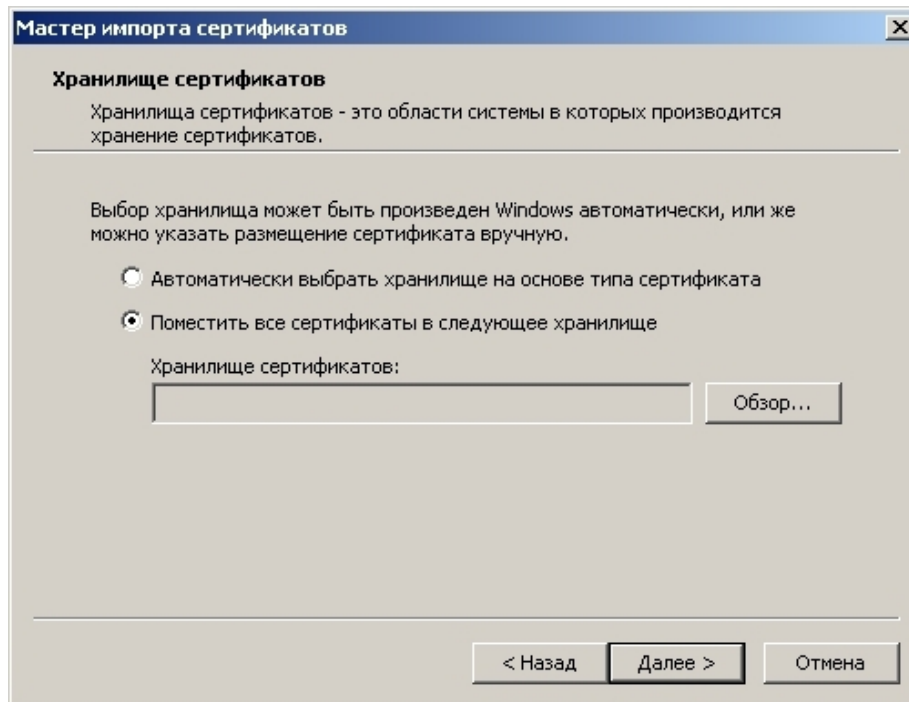 Мастер импорта сертификатов
Хранилище сертификатов
Хранилища сертификатов - это области системы в которых производится
хранение сертификатов.
Выбор хранилища может быть произведен Windows автоматически, или же
можно указать размещение сертификата вручную.
Автоматически выбрать хранилище на основе типа сертификата
Поместить все сертификаты в следующее хранилище
Хранилище сертификатов:
Обзор...
< Назад Далее > Отмена